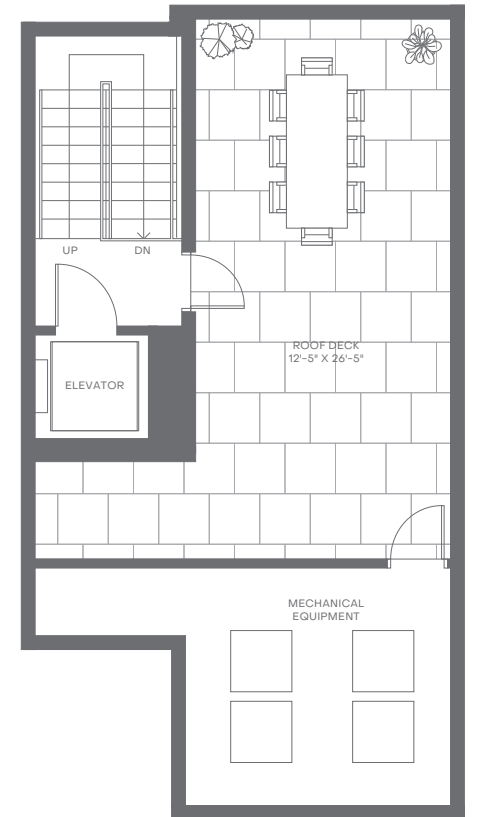 UP
DN
ROOF DECK
12'-5" X 26'-5"
ELEVATOR
MECHANICAL
EQUIPMENT